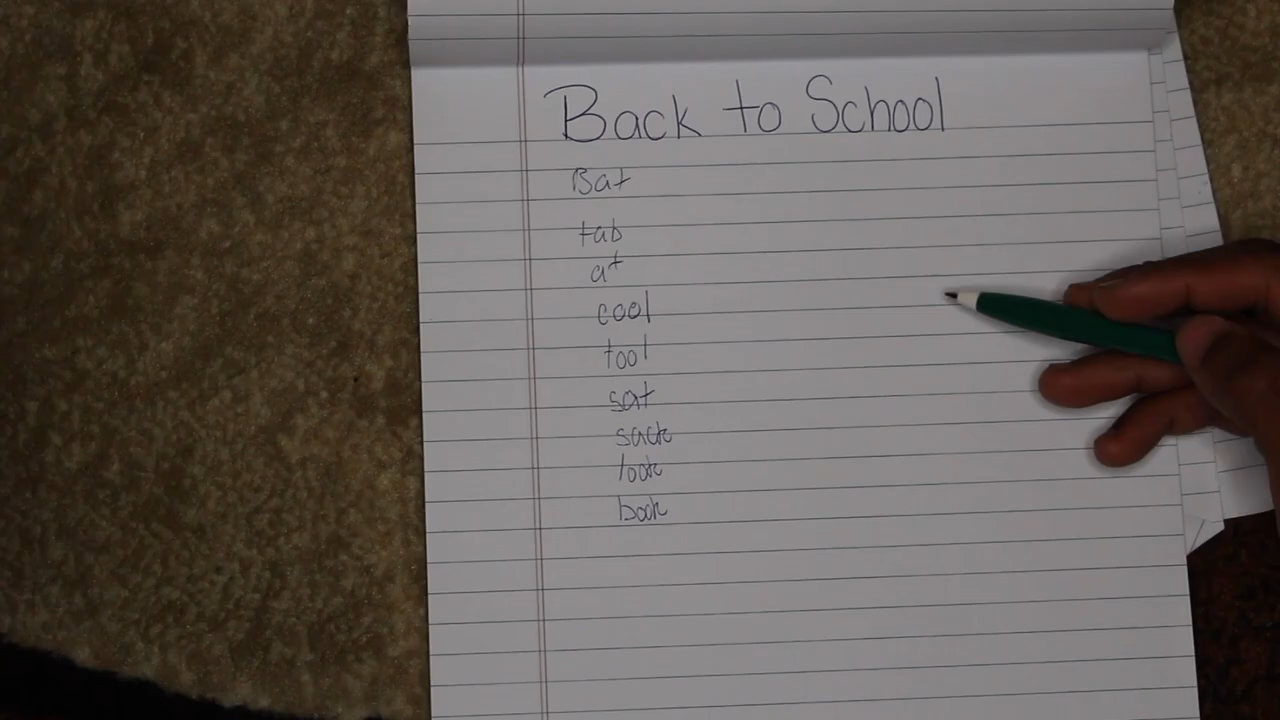 Back to School
Bat
tab
at
cool
tool
sat
sack
look
book